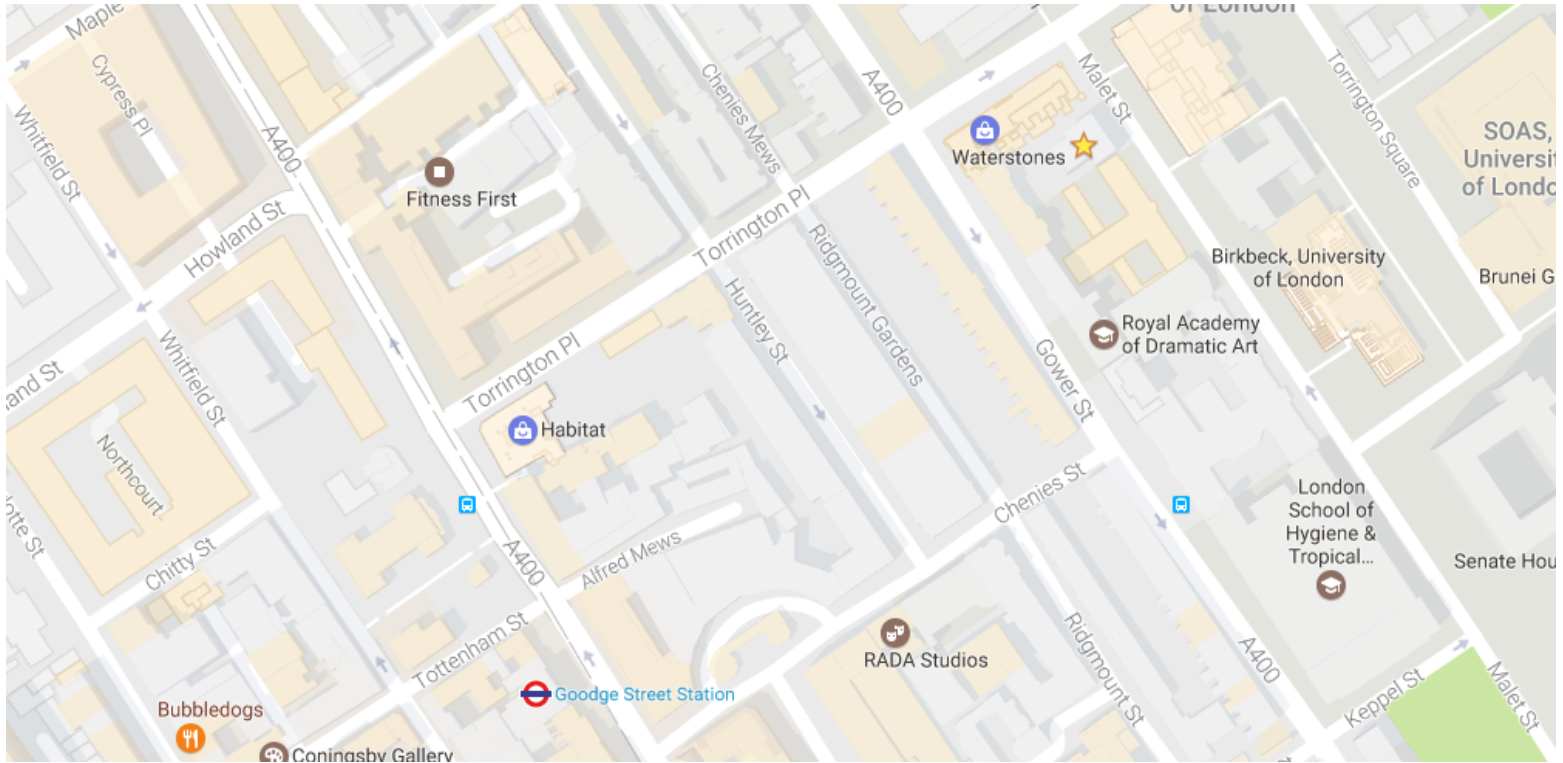 Maple
of London
Cypress Pl
Whitfield St
A400
Chenies Mews
A400
Malet St
Torrington Square
Waterstones
SOAS,
Universit
of Londo
Fitness First
Howland St
Torrington Pl
Ridgmount Gardens
Birkbeck, University
of London
Brunei G
Huntley St
Royal Academy
of Dramatic Art
Whitfield St
Torrington Pl
Gower St
and St
Habitat
Northcourt
Chenies St
London
School of
Hygiene &
Tropical...
otte St
Chitty St
A400
Alfred Mews
Senate Hou
Tottenham St
RADA Studios
Ridgmount St
A400
Goodge Street Station
Keppel St
Malet St
Bubbledogs
Coningsby Gallery